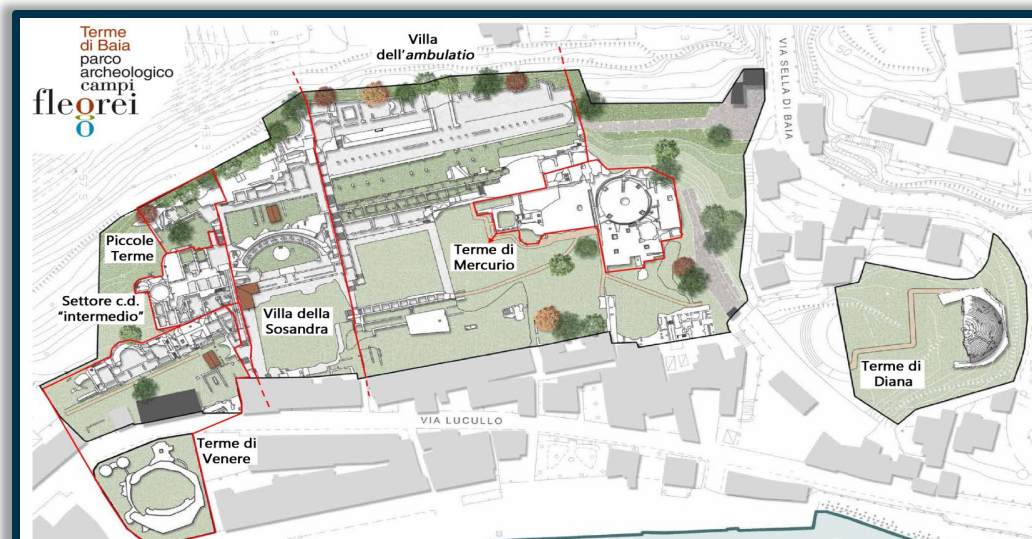 Terme
di Baia
parco
archeologico
campi
flegrei
Villa
dell'ambulatio
VIA SELLA DI BAIA
50
Piccole
Terme
Terme di
Mercurio
Settore c.d.
"intermedio"
Villa della
Sosandra
Terme di
Diana
VIA LUCULLO
Terme di
Venere